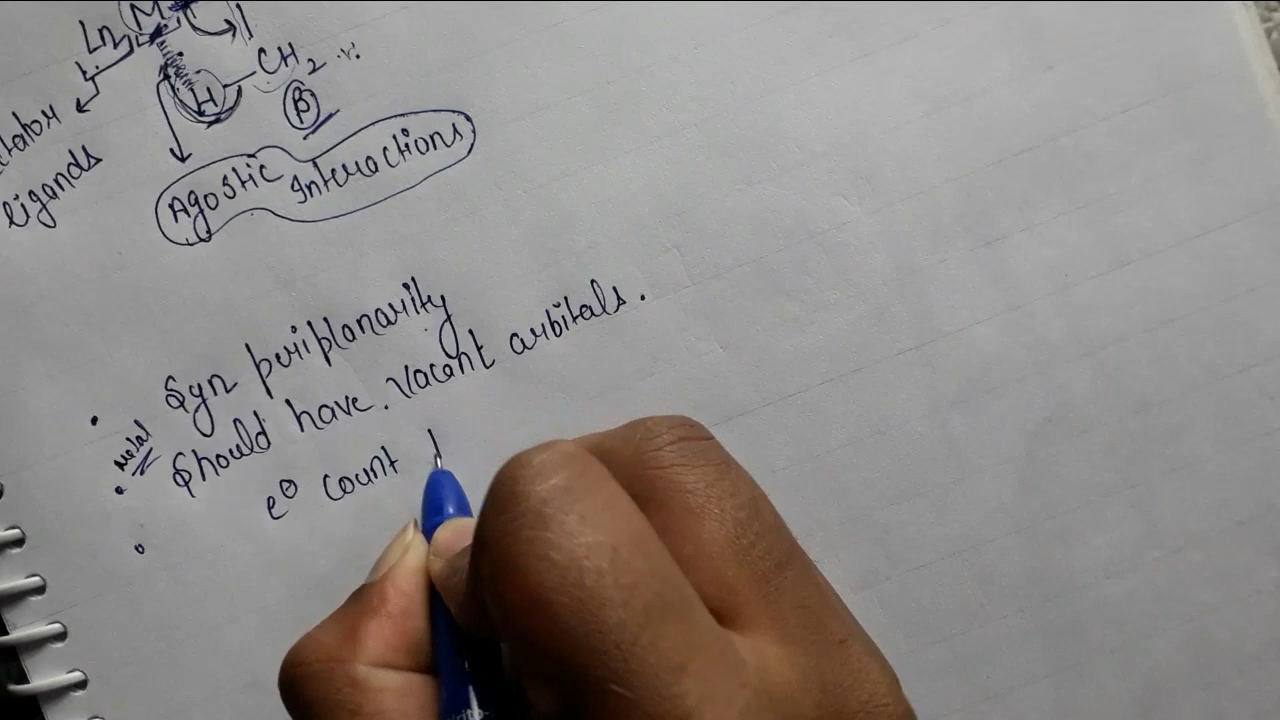 Ln M
H CH2
β
ligands
Agostic Interactions
Syn periplanarity
metal Should have vacant orbitals.
e⊖ count